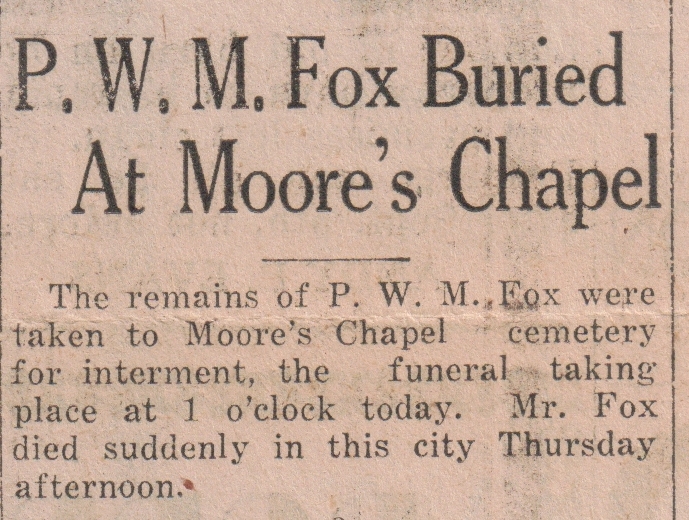 P. W. M. Fox Buried
At Moore's Chapel
The remains of P. W. M. Fox were
taken to Moore's Chapel cemetery
for interment, the funeral taking
place at 1 o'clock today. Mr. Fox
died suddenly in this city Thursday
afternoon.